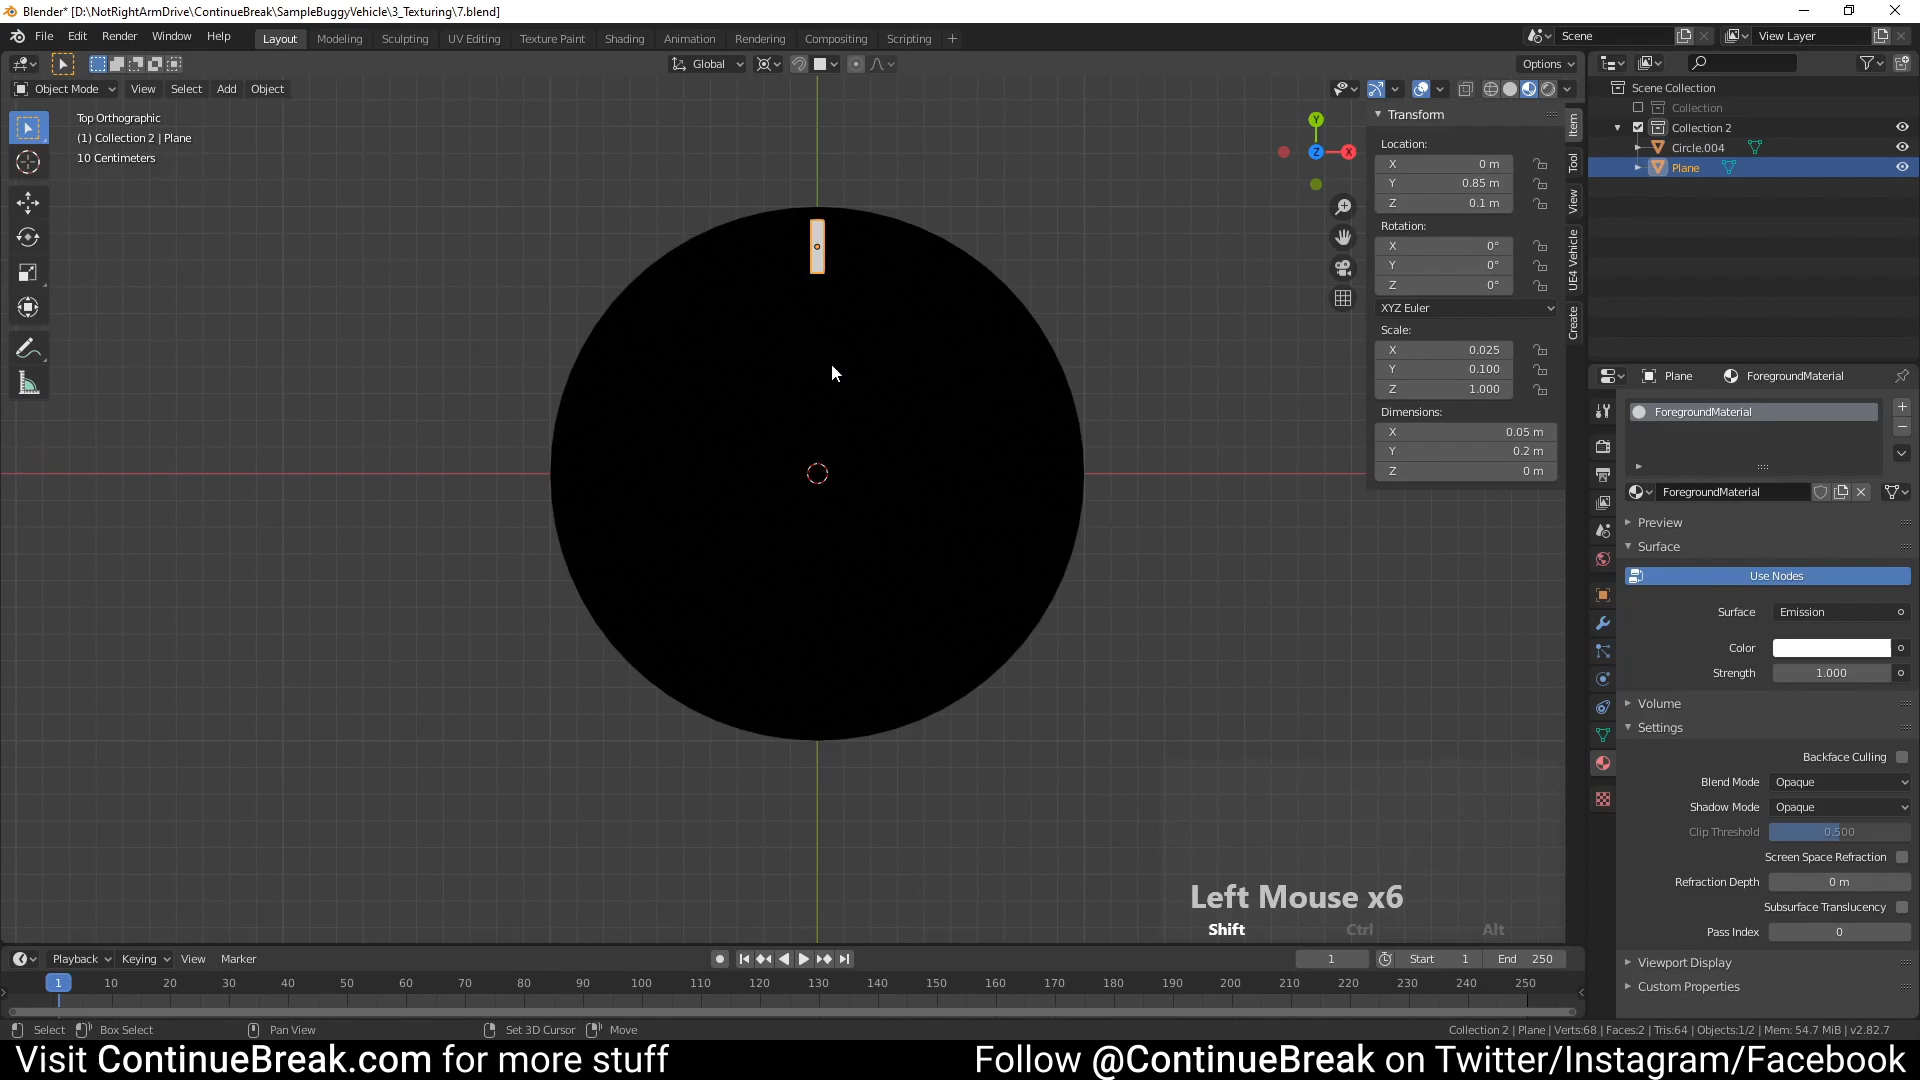 Blender* [D:\NotRightArmDrive\ContinueBreak\SampleBuggyVehicle\3_Texturing\7.blend]
File Edit Render Window Help Layout Modeling Sculpting UV Editing Texture Paint Shading Animation Rendering Compositing Scripting + Scene View Layer
Global Options
Object Mode View Select Add Object
Top Orthographic
(1) Collection 2 | Plane
10 Centimeters
Y
Z
X
Transform
Location:
X 0 m
Y 0.85 m
Z 0.1 m
Rotation:
X 0°
Y 0°
Z 0°
XYZ Euler
Scale:
X 0.025
Y 0.100
Z 1.000
Dimensions:
X 0.05 m
Y 0.2 m
Z 0 m
Item
Tool
View
UE4 Vehicle
Create
Scene Collection
Collection
Collection 2
Circle.004
Plane
Plane ForegroundMaterial
ForegroundMaterial
ForegroundMaterial
Preview
Surface
Use Nodes
Surface Emission
Color
Strength 1.000
Volume
Settings
Backface Culling
Blend Mode Opaque
Shadow Mode Opaque
Clip Threshold 0.500
Screen Space Refraction
Refraction Depth 0 m
Subsurface Translucency
Pass Index 0
Viewport Display
Custom Properties
Left Mouse x6
Shift Ctrl Alt
Playback Keying View Marker 1 Start 1 End 250
1 10 20 30 40 50 60 70 80 90 100 110 120 130 140 150 160 170 180 190 200 210 220 230 240 250
Select Box Select Pan View Set 3D Cursor Move Collection 2 | Plane | Verts:68 | Faces:2 | Tris:64 | Objects:1/2 | Mem: 54.7 MiB | v2.82.7
Visit ContinueBreak.com for more stuff Follow @ContinueBreak on Twitter/Instagram/Facebook